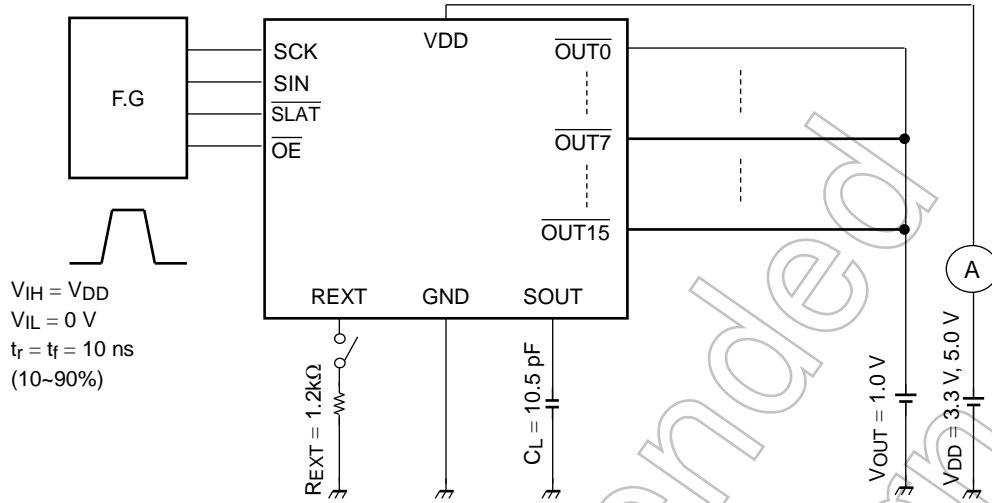 F.G
SCK
SIN
SLAT
OE
VDD
OUT0
OUT7
OUT15
REXT
GND
SOUT
A
VIH = VDD
VIL = 0 V
tr = tf = 10 ns
(10~90%)
REXT = 1.2kΩ
CL = 10.5 pF
VOUT = 1.0 V
VDD = 3.3 V, 5.0 V
ended